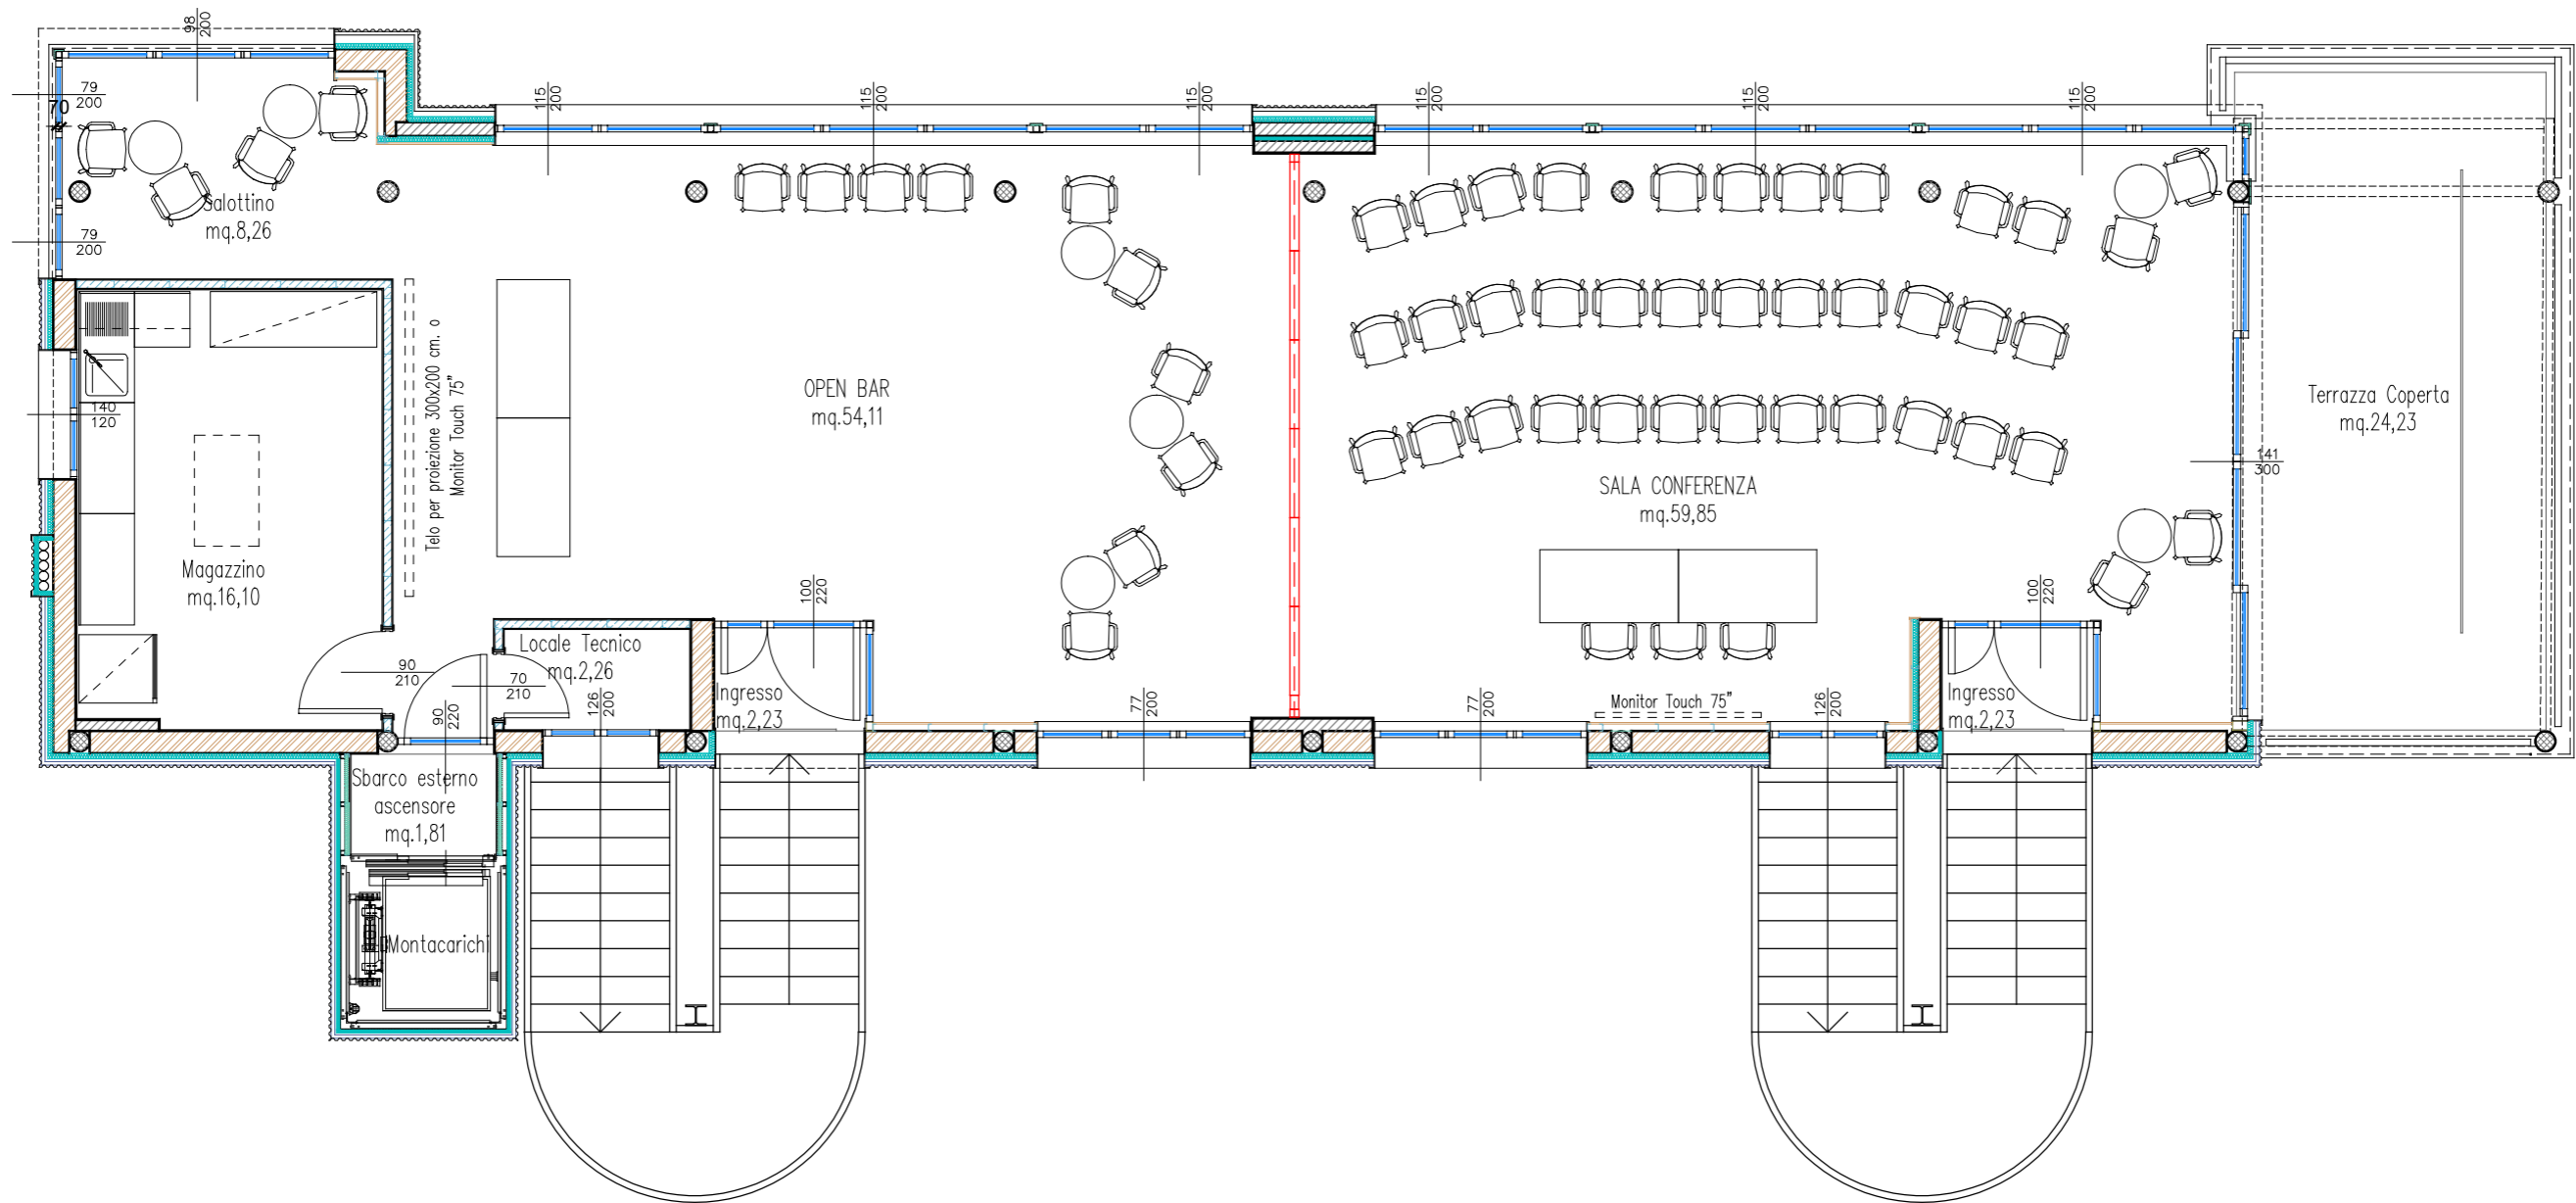 98
200
79
200
70
79
200
Salottino
mq.8,26
115
200
115
200
115
200
115
200
115
200
115
200
140
120
Telo per proiezione 300x200 cm. o
Monitor Touch 75"
OPEN BAR
mq.54,11
Terrazza Coperta
mq.24,23
141
300
SALA CONFERENZA
mq.59,85
Magazzino
mq.16,10
90
210
70
210
90
220
Locale Tecnico
mq.2,26
126
200
100
220
Ingresso
mq.2,23
77
200
77
200
Monitor Touch 75"
126
200
100
220
Ingresso
mq.2,23
Sbarco esterno
ascensore
mq.1,81
Montacarichi